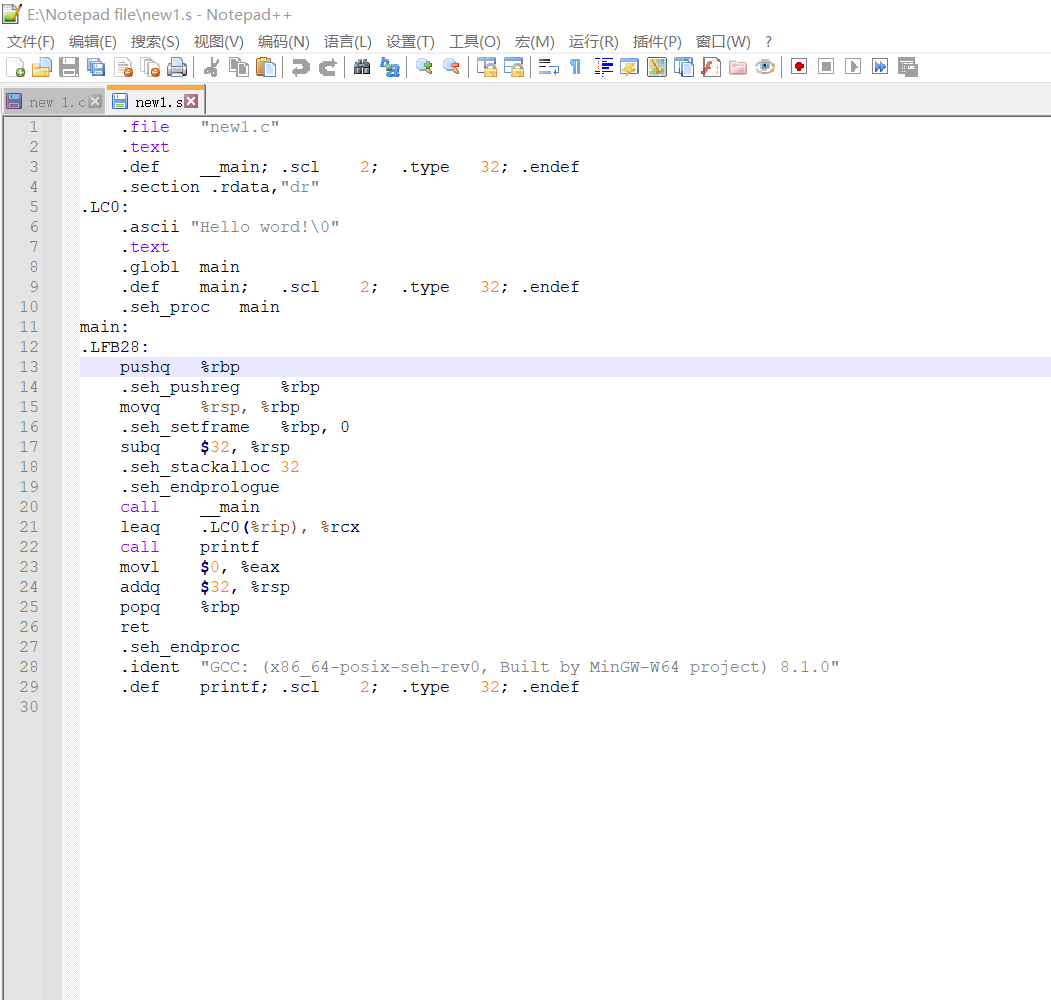 E:\Notepad file\new1.s - Notepad++
文件(F) 编辑(E) 搜索(S) 视图(V) 编码(N) 语言(L) 设置(T) 工具(O) 宏(M) 运行(R) 插件(P) 窗口(W) ?
new 1.c new1.s
1 .file "new1.c"
2 .text
3 .def __main; .scl 2; .type 32; .endef
4 .section .rdata,"dr"
5 .LC0:
6 .ascii "Hello word!\0"
7 .text
8 .globl main
9 .def main; .scl 2; .type 32; .endef
10 .seh_proc main
11 main:
12 .LFB28:
13 pushq %rbp
14 .seh_pushreg %rbp
15 movq %rsp, %rbp
16 .seh_setframe %rbp, 0
17 subq $32, %rsp
18 .seh_stackalloc 32
19 .seh_endprologue
20 call __main
21 leaq .LC0(%rip), %rcx
22 call printf
23 movl $0, %eax
24 addq $32, %rsp
25 popq %rbp
26 ret
27 .seh_endproc
28 .ident "GCC: (x86_64-posix-seh-rev0, Built by MinGW-W64 project) 8.1.0"
29 .def printf; .scl 2; .type 32; .endef
30